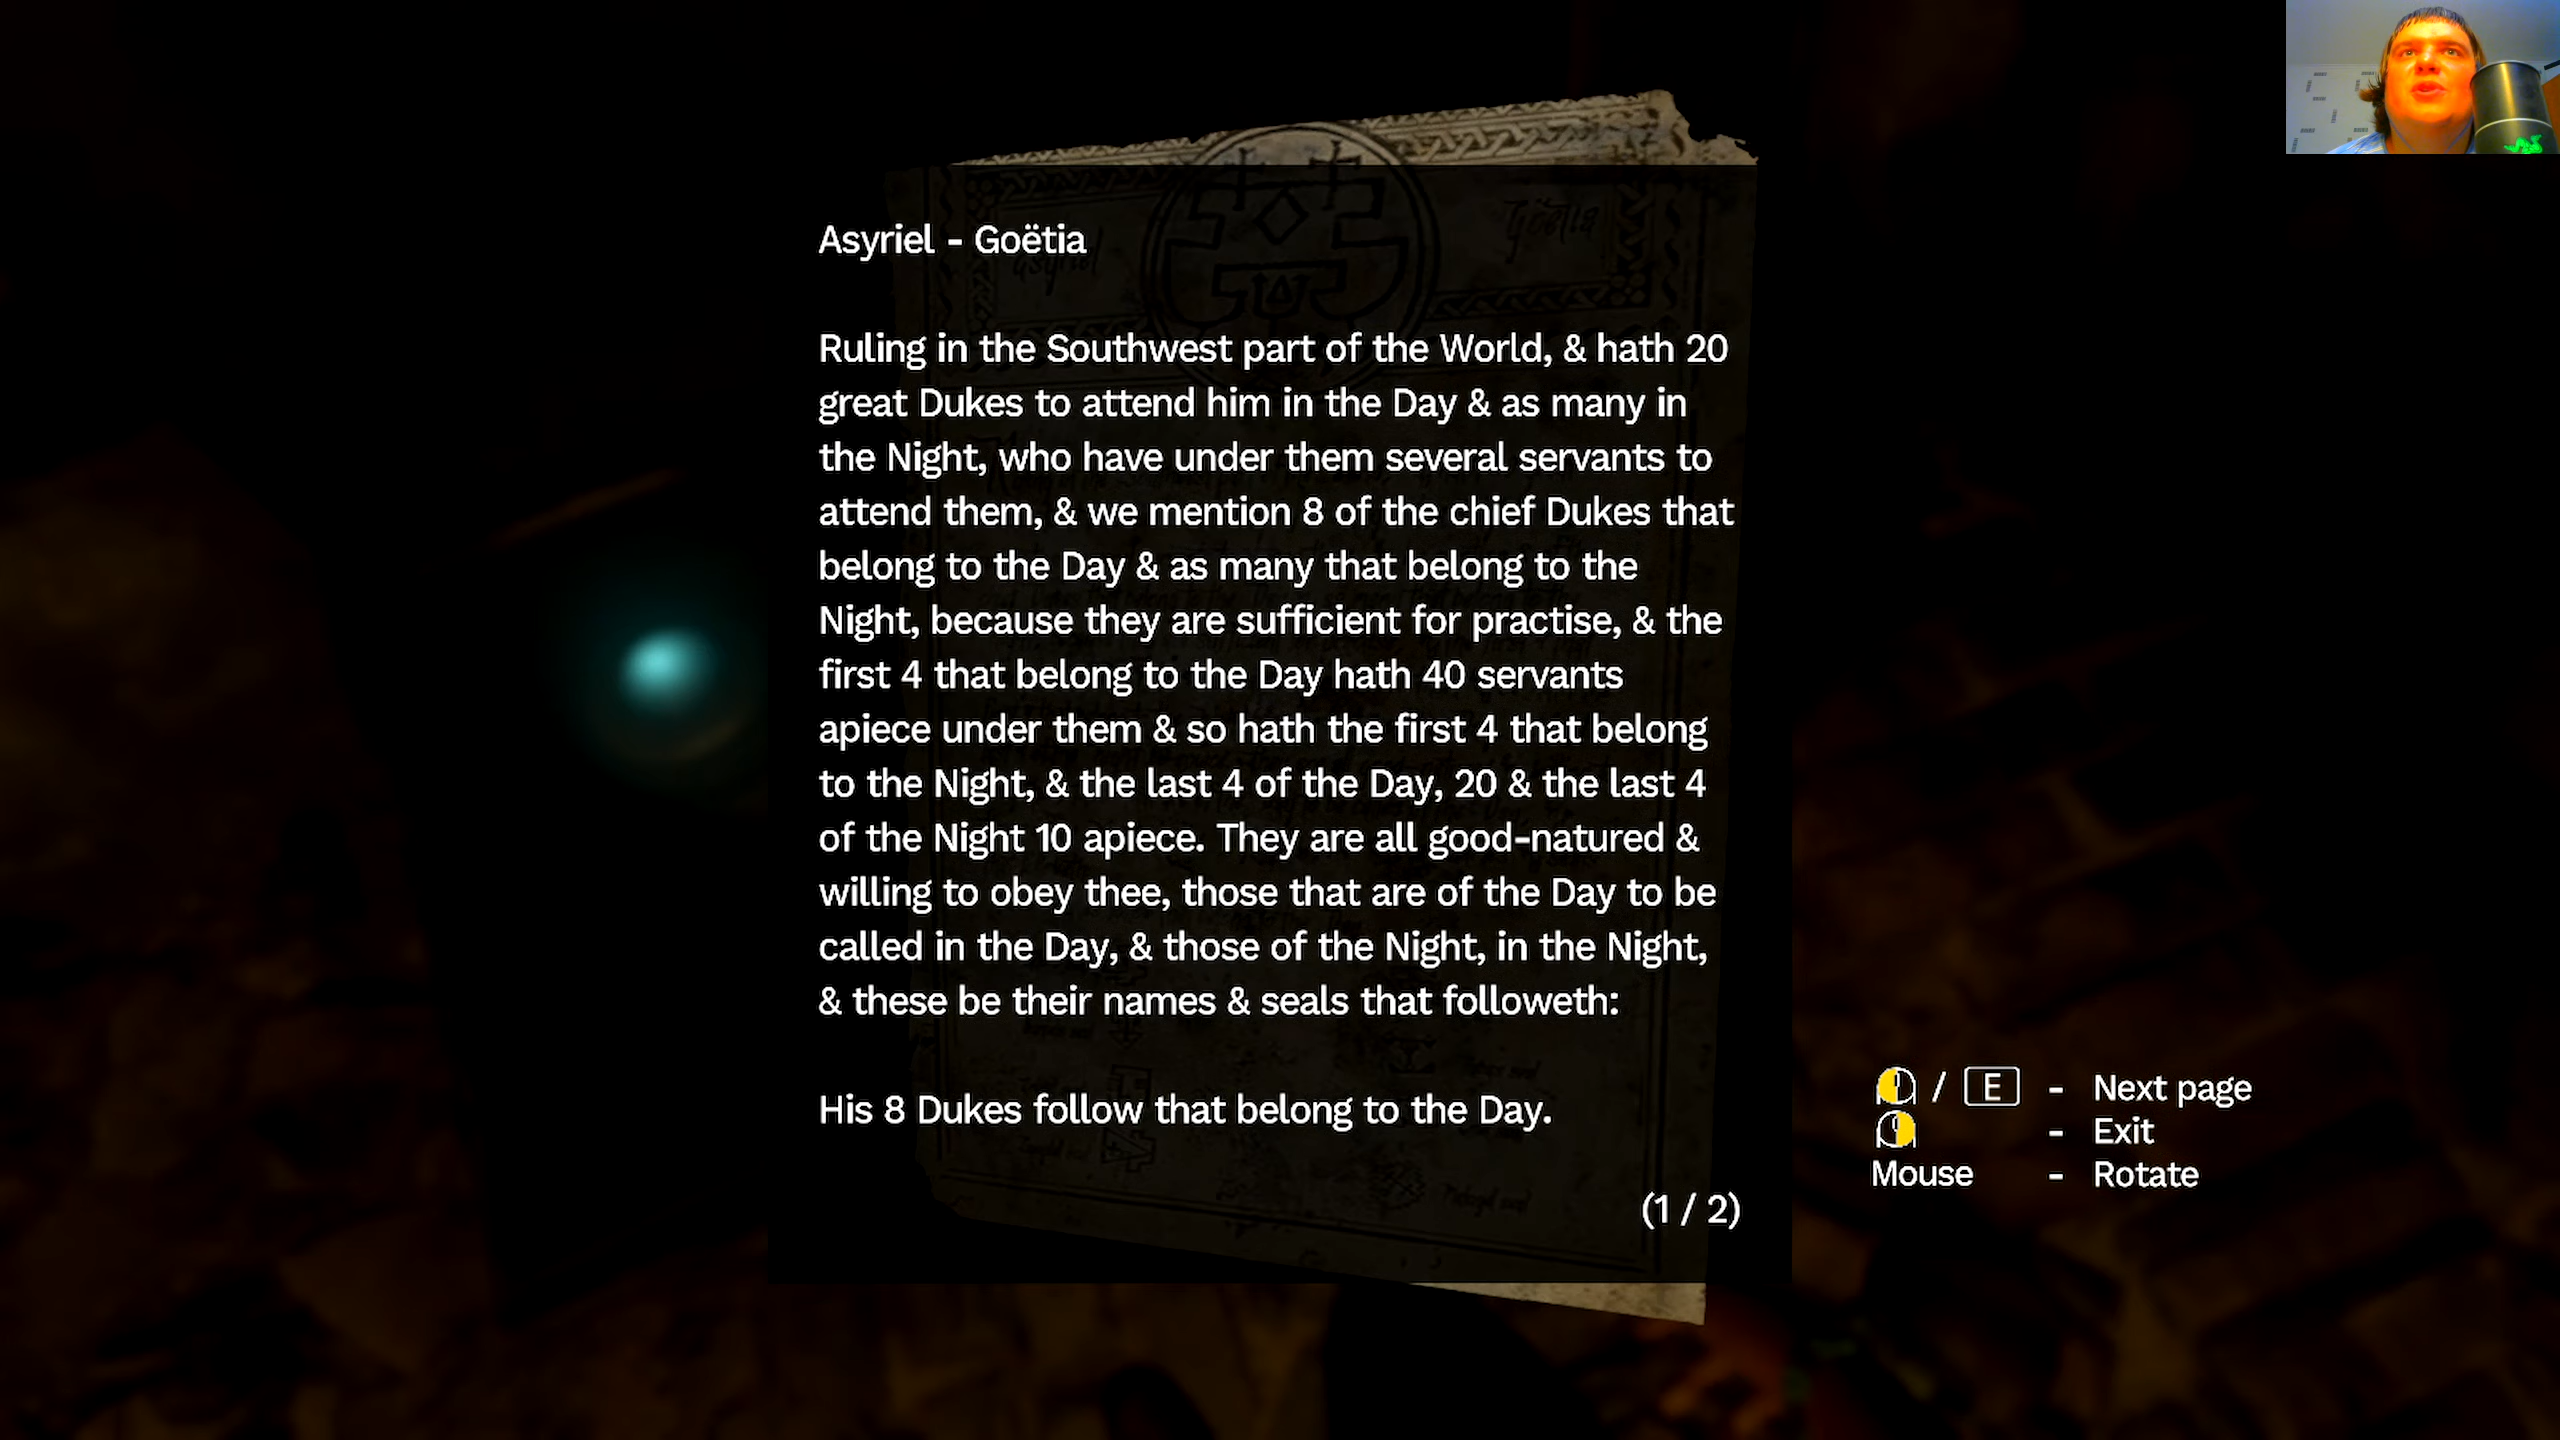 Asyriel - Goëtia
Ruling in the Southwest part of the World, & hath 20
great Dukes to attend him in the Day & as many in
the Night, who have under them several servants to
attend them, & we mention 8 of the chief Dukes that
belong to the Day & as many that belong to the
Night, because they are sufficient for practise, & the
first 4 that belong to the Day hath 40 servants
apiece under them & so hath the first 4 that belong
to the Night, & the last 4 of the Day, 20 & the last 4
of the Night 10 apiece. They are all good-natured &
willing to obey thee, those that are of the Day to be
called in the Day, & those of the Night, in the Night,
& these be their names & seals that followeth:
His 8 Dukes follow that belong to the Day.
(1 / 2)
/ E - Next page
- Exit
Mouse - Rotate
Asyriel
Goëtia